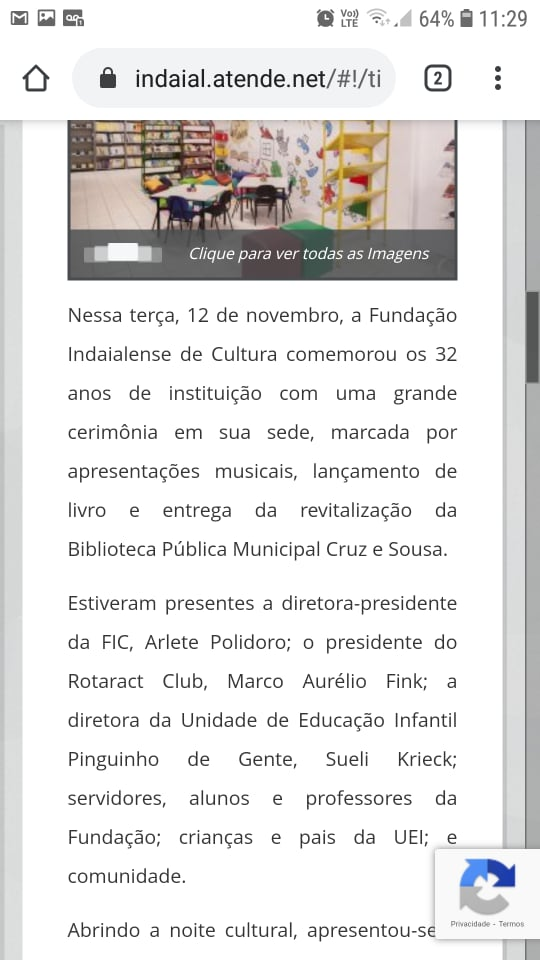 Vo)) LTE 64% 11:29
indaial.atende.net/#!/ti 2
Clique para ver todas as Imagens
Nessa terça, 12 de novembro, a Fundação
Indaialense de Cultura comemorou os 32
anos de instituição com uma grande
cerimônia em sua sede, marcada por
apresentações musicais, lançamento de
livro e entrega da revitalização da
Biblioteca Pública Municipal Cruz e Sousa.
Estiveram presentes a diretora-presidente
da FIC, Arlete Polidoro; o presidente do
Rotaract Club, Marco Aurélio Fink; a
diretora da Unidade de Educação Infantil
Pinguinho de Gente, Sueli Krieck;
servidores, alunos e professores da
Fundação; crianças e pais da UEI; e
comunidade.
Abrindo a noite cultural, apresentou-se
Privacidade - Termos